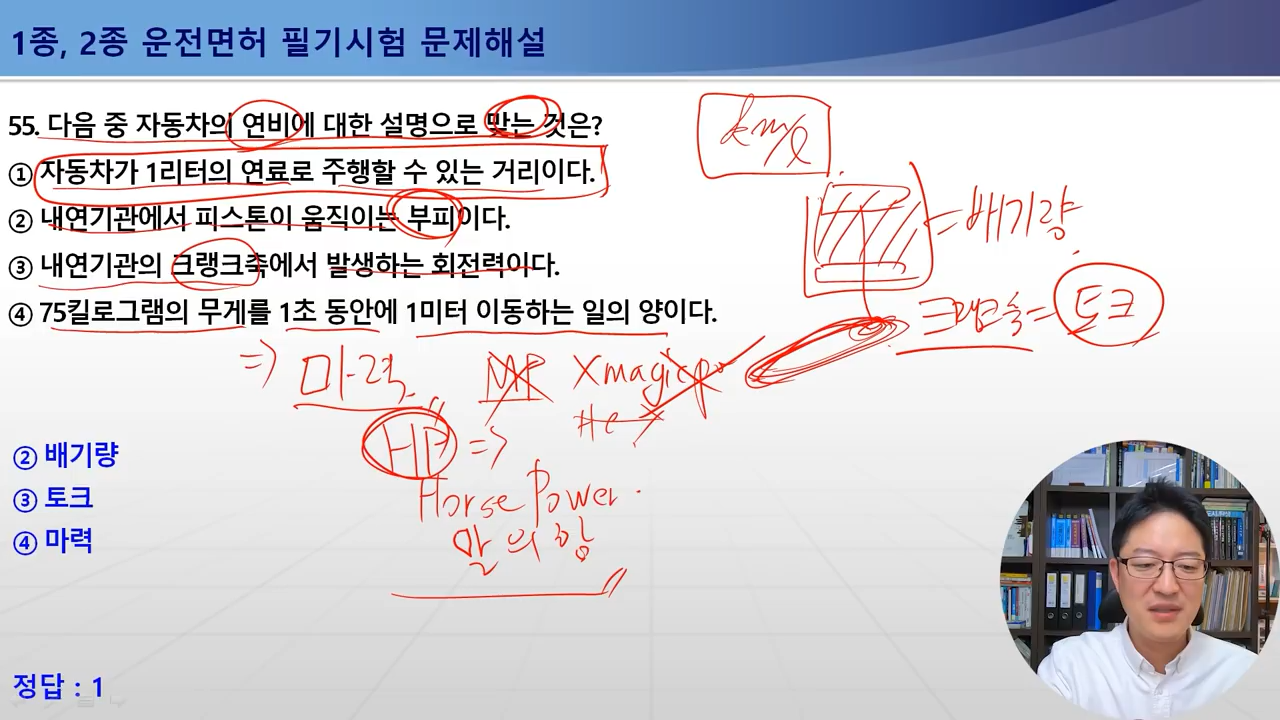 1종, 2종 운전면허 필기시험 문제해설
55. 다음 중 자동차의 연비에 대한 설명으로 맞는 것은?
① 자동차가 1리터의 연료로 주행할 수 있는 거리이다.
② 내연기관에서 피스톤이 움직이는 부피이다.
③ 내연기관의 크랭크축에서 발생하는 회전력이다.
④ 75킬로그램의 무게를 1초 동안에 1미터 이동하는 일의 양이다.
km/ℓ
= 배기량
크랭크축 = 토크
=> 마력
MP X magic po
HP =>
He
Horse Power
말의 힘
② 배기량
③ 토크
④ 마력
정답 : 1